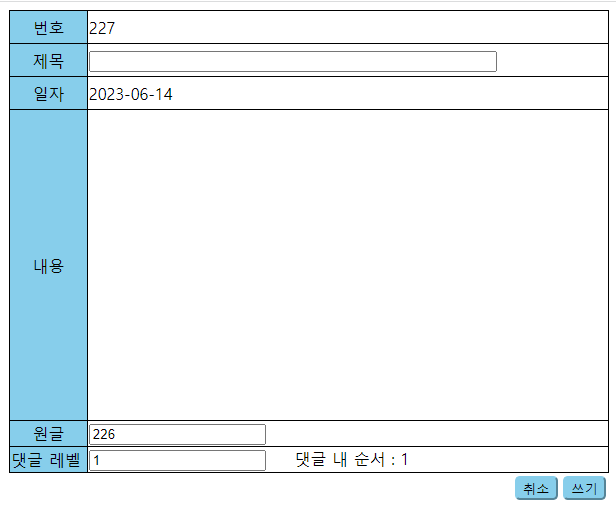 번호 227
제목
일자 2023-06-14
내용
원글 226
댓글 레벨 1 댓글 내 순서 : 1
취소 쓰기